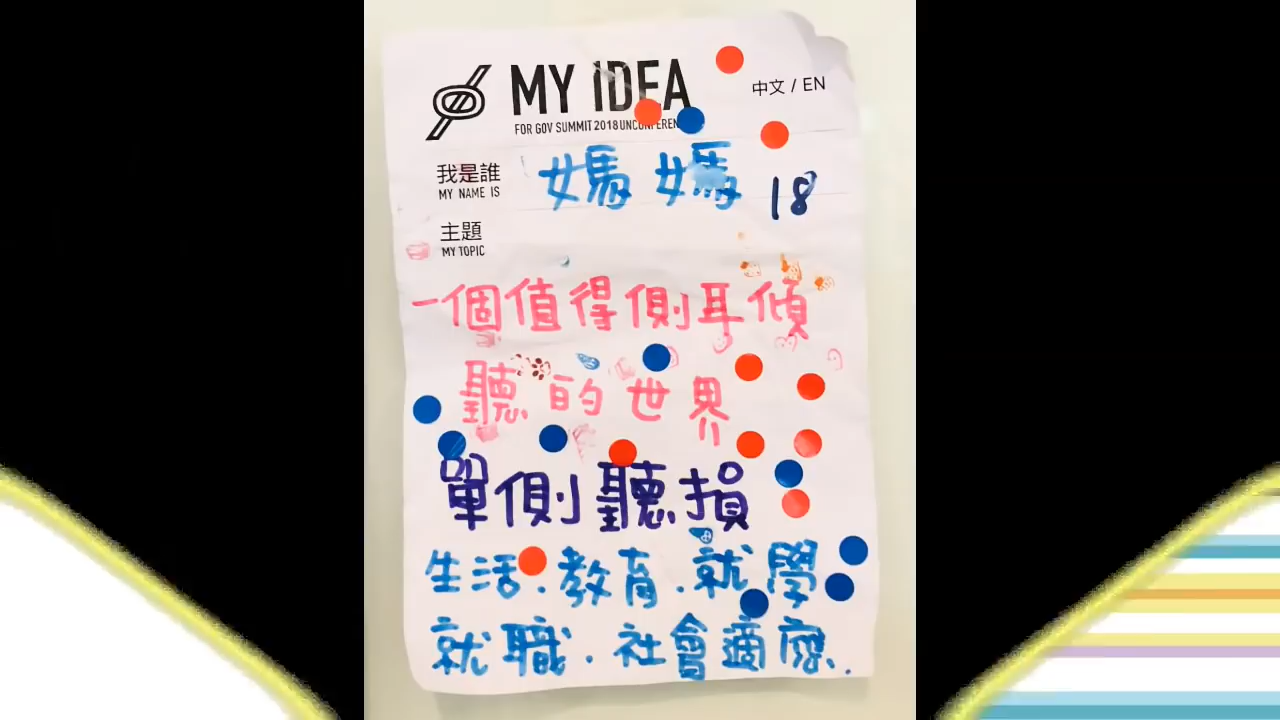 MY IDEA
中文 / EN
FOR GOV SUMMIT 2018 UNCONFEREN
我是誰 媽媽 18
MY NAME IS
主題
MY TOPIC
一個值得側耳傾
聽的世界
單側聽損
生活.教育.就學
就職.社會適應.